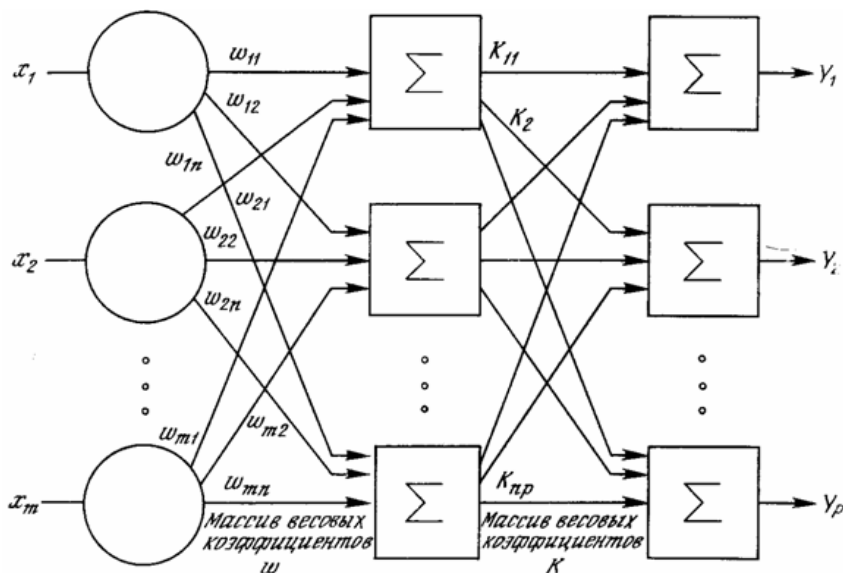 x₁
w₁₁
w₁₂
w₁ₙ
Σ
K₁₁
K₂
Σ
Y₁
x₂
w₂₁
w₂₂
w₂ₙ
Σ
Σ
Y₂
xₘ
wₘ₁
wₘ₂
wₘₙ
Σ
Kₙₚ
Σ
Yₚ
Массив весовых
коэффициентов
w
Массив весовых
коэффициентов
K